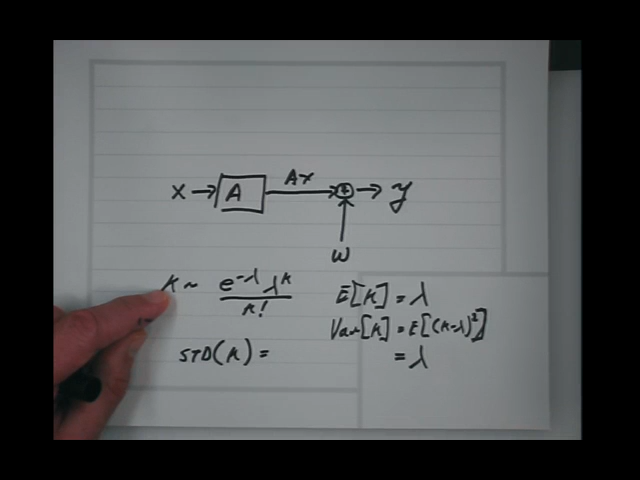 x → A Ax + → y
w
k ~ e^{-λ} λ^k / k! E[k] = λ
Var[k] = E[(k-λ)²]
STD(k) = = λ